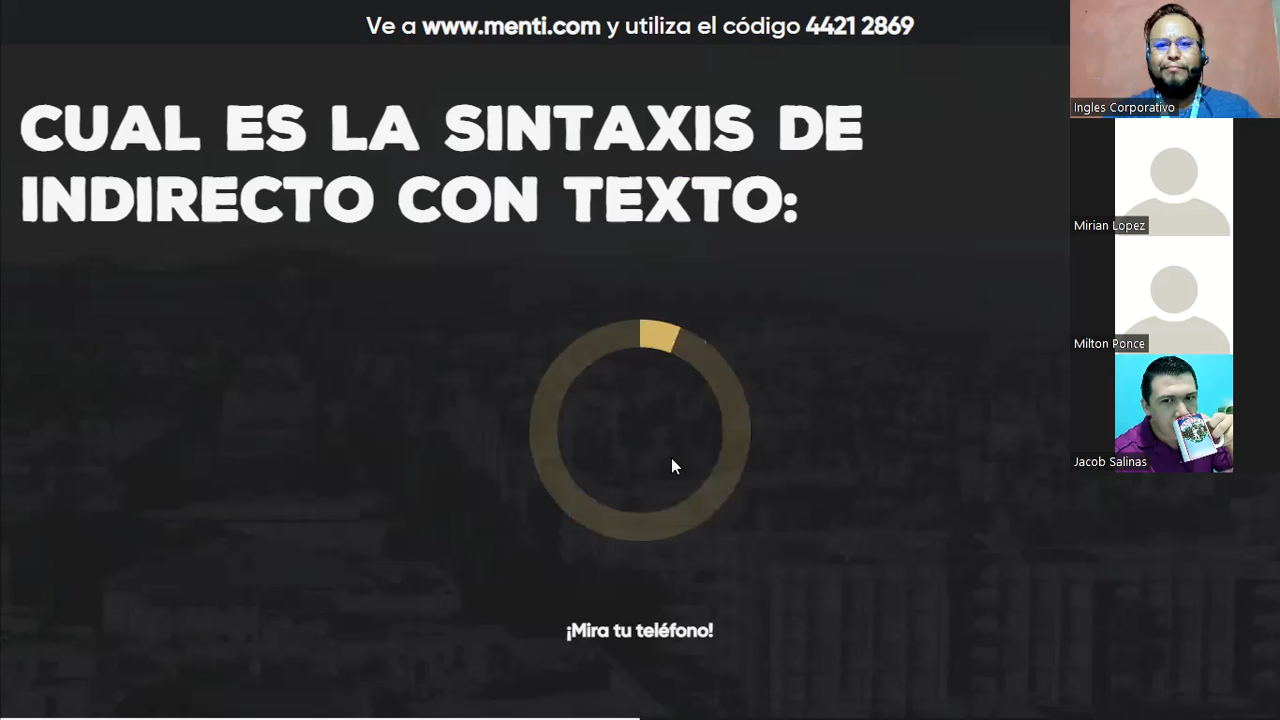 Ve a www.menti.com y utiliza el código 4421 2869
CUAL ES LA SINTAXIS DE
INDIRECTO CON TEXTO:
¡Mira tu teléfono!
Ingles Corporativo
Mirian Lopez
Milton Ponce
Jacob Salinas